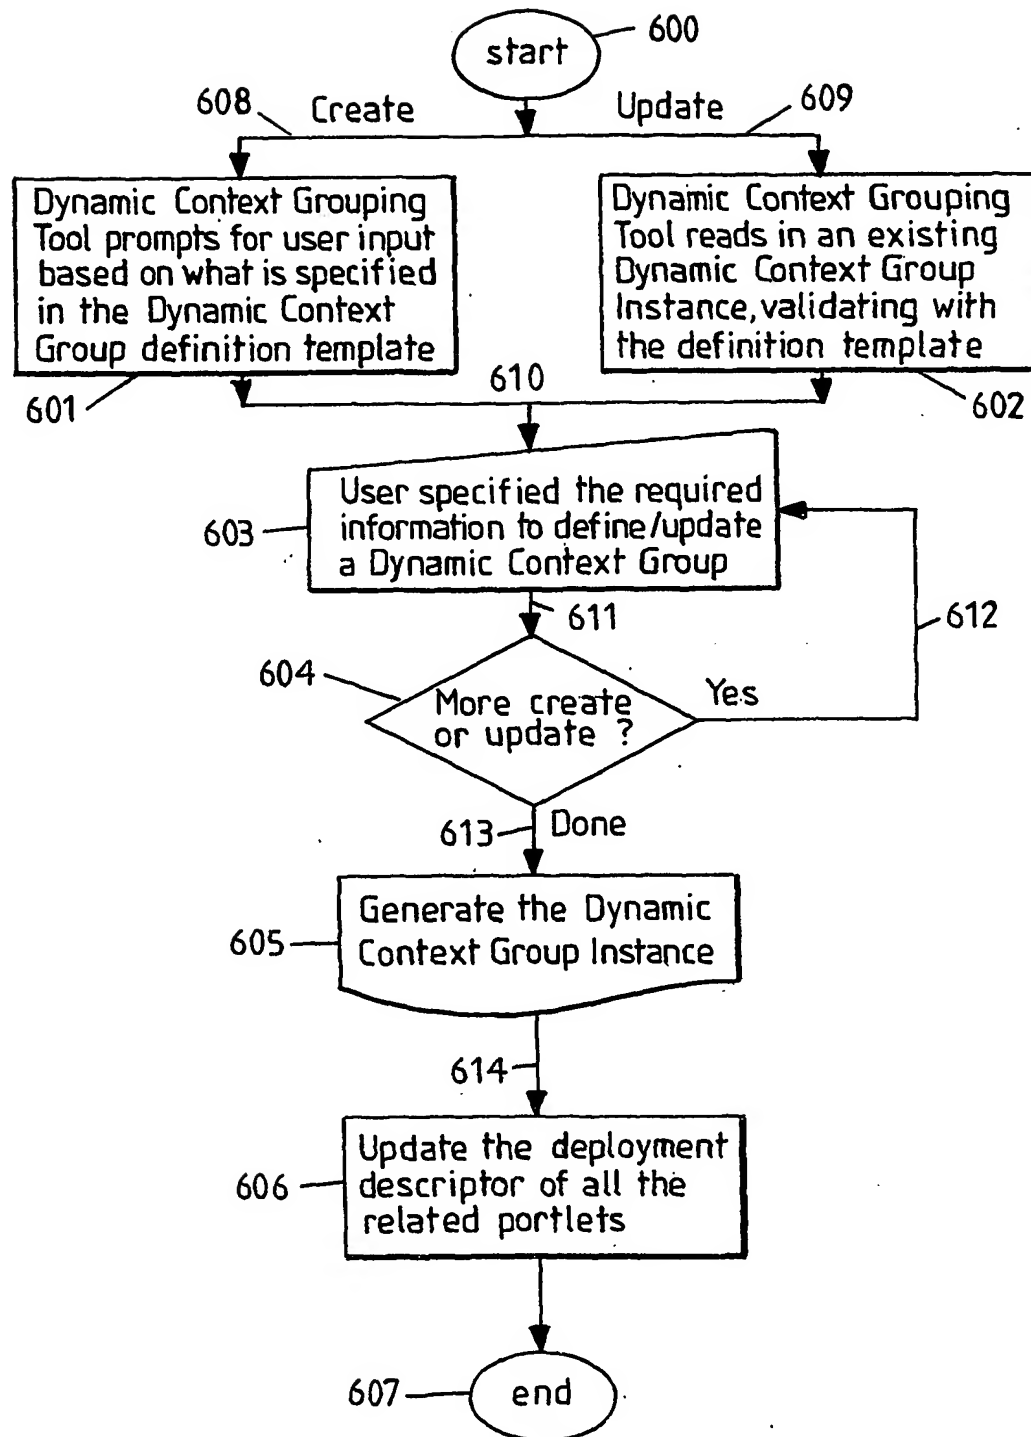 600
start
608
Create
Update
609
Dynamic Context Grouping
Tool prompts for user input
based on what is specified
in the Dynamic Context
Group definition template
601
Dynamic Context Grouping
Tool reads in an existing
Dynamic Context Group
Instance, validating with
the definition template
602
610
User specified the required
information to define/update
a Dynamic Context Group
603
611
612
604
More create
or update ?
Yes
613
Done
605
Generate the Dynamic
Context Group Instance
614
606
Update the deployment
descriptor of all the
related portlets
607
end